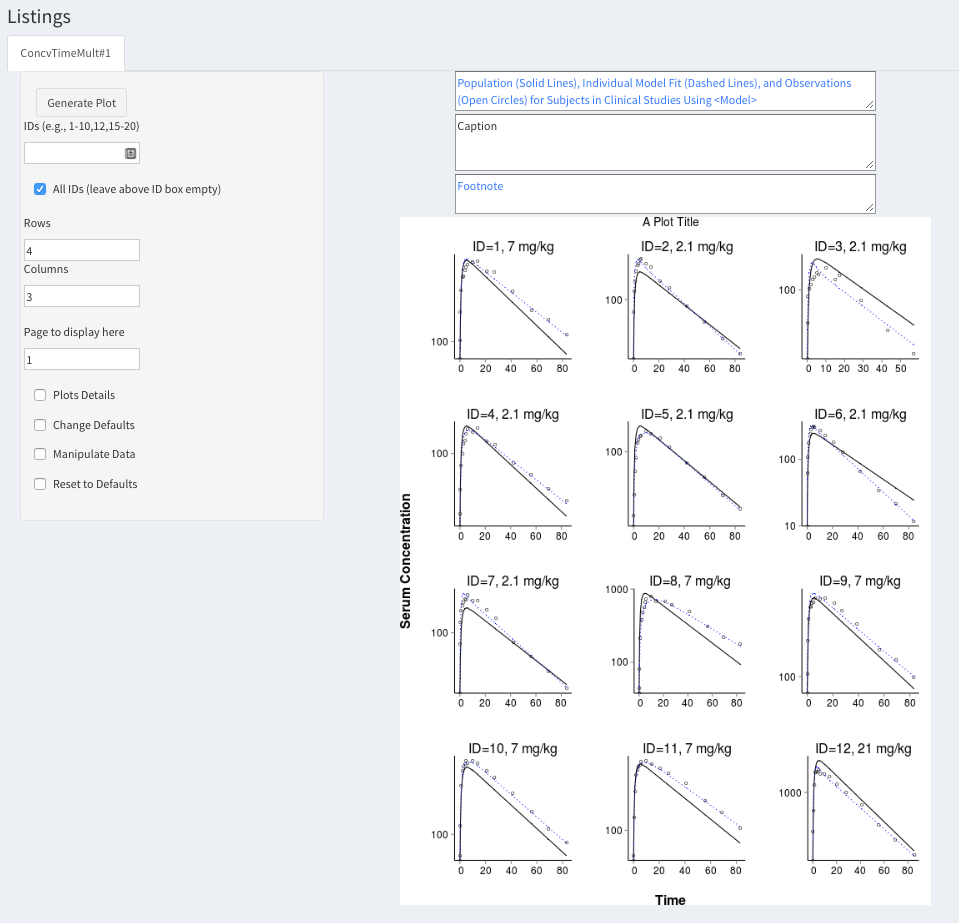 Listings
ConcvTimeMult#1
Generate Plot
IDs (e.g., 1-10,12,15-20)
All IDs (leave above ID box empty)
Rows
4
Columns
3
Page to display here
1
Plots Details
Change Defaults
Manipulate Data
Reset to Defaults
Population (Solid Lines), Individual Model Fit (Dashed Lines), and Observations
(Open Circles) for Subjects in Clinical Studies Using <Model>
Caption
Footnote
A Plot Title
Serum Concentration
ID=1, 7 mg/kg
100
0 20 40 60 80
ID=2, 2.1 mg/kg
100
0 20 40 60 80
ID=3, 2.1 mg/kg
100
0 10 20 30 40 50
ID=4, 2.1 mg/kg
100
0 20 40 60 80
ID=5, 2.1 mg/kg
100
0 20 40 60 80
ID=6, 2.1 mg/kg
100
10
0 20 40 60 80
ID=7, 2.1 mg/kg
100
0 20 40 60 80
ID=8, 7 mg/kg
1000
100
0 20 40 60 80
ID=9, 7 mg/kg
100
0 20 40 60 80
ID=10, 7 mg/kg
100
0 20 40 60 80
ID=11, 7 mg/kg
100
0 20 40 60 80
ID=12, 21 mg/kg
1000
0 20 40 60 80
Time